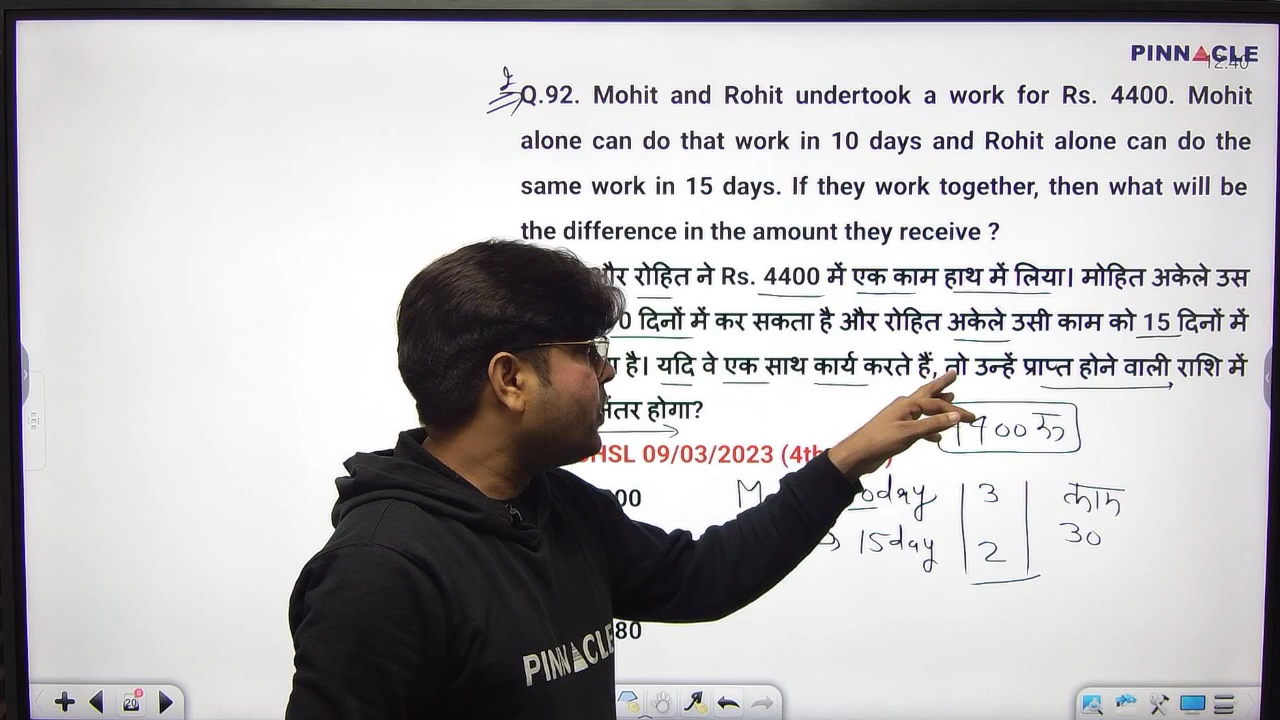 PINNACLE
12:40
Q.92. Mohit and Rohit undertook a work for Rs. 4400. Mohit
alone can do that work in 10 days and Rohit alone can do the
same work in 15 days. If they work together, then what will be
the difference in the amount they receive ?
रोहित ने Rs. 4400 में एक काम हाथ में लिया। मोहित अकेले उस
0 दिनों में कर सकता है और रोहित अकेले उसी काम को 15 दिनों में
है। यदि वे एक साथ कार्य करते हैं, तो उन्हें प्राप्त होने वाली राशि में
अंतर होगा?
CHSL 09/03/2023 (4th
00
M 10day 3 काम
15day 2 30
80
PINNACLE
20